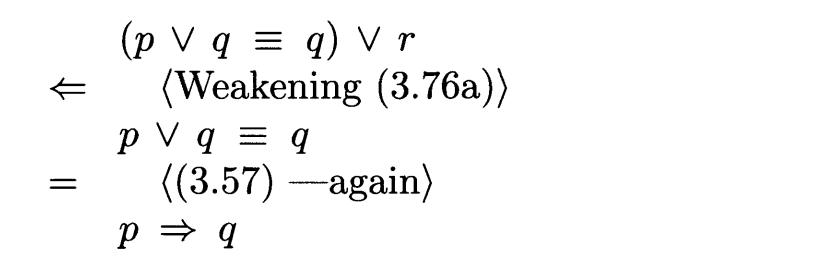 (p ∨ q ≡ q) ∨ r
⇐ ⟨Weakening (3.76a)⟩
p ∨ q ≡ q
= ⟨(3.57) —again⟩
p ⇒ q